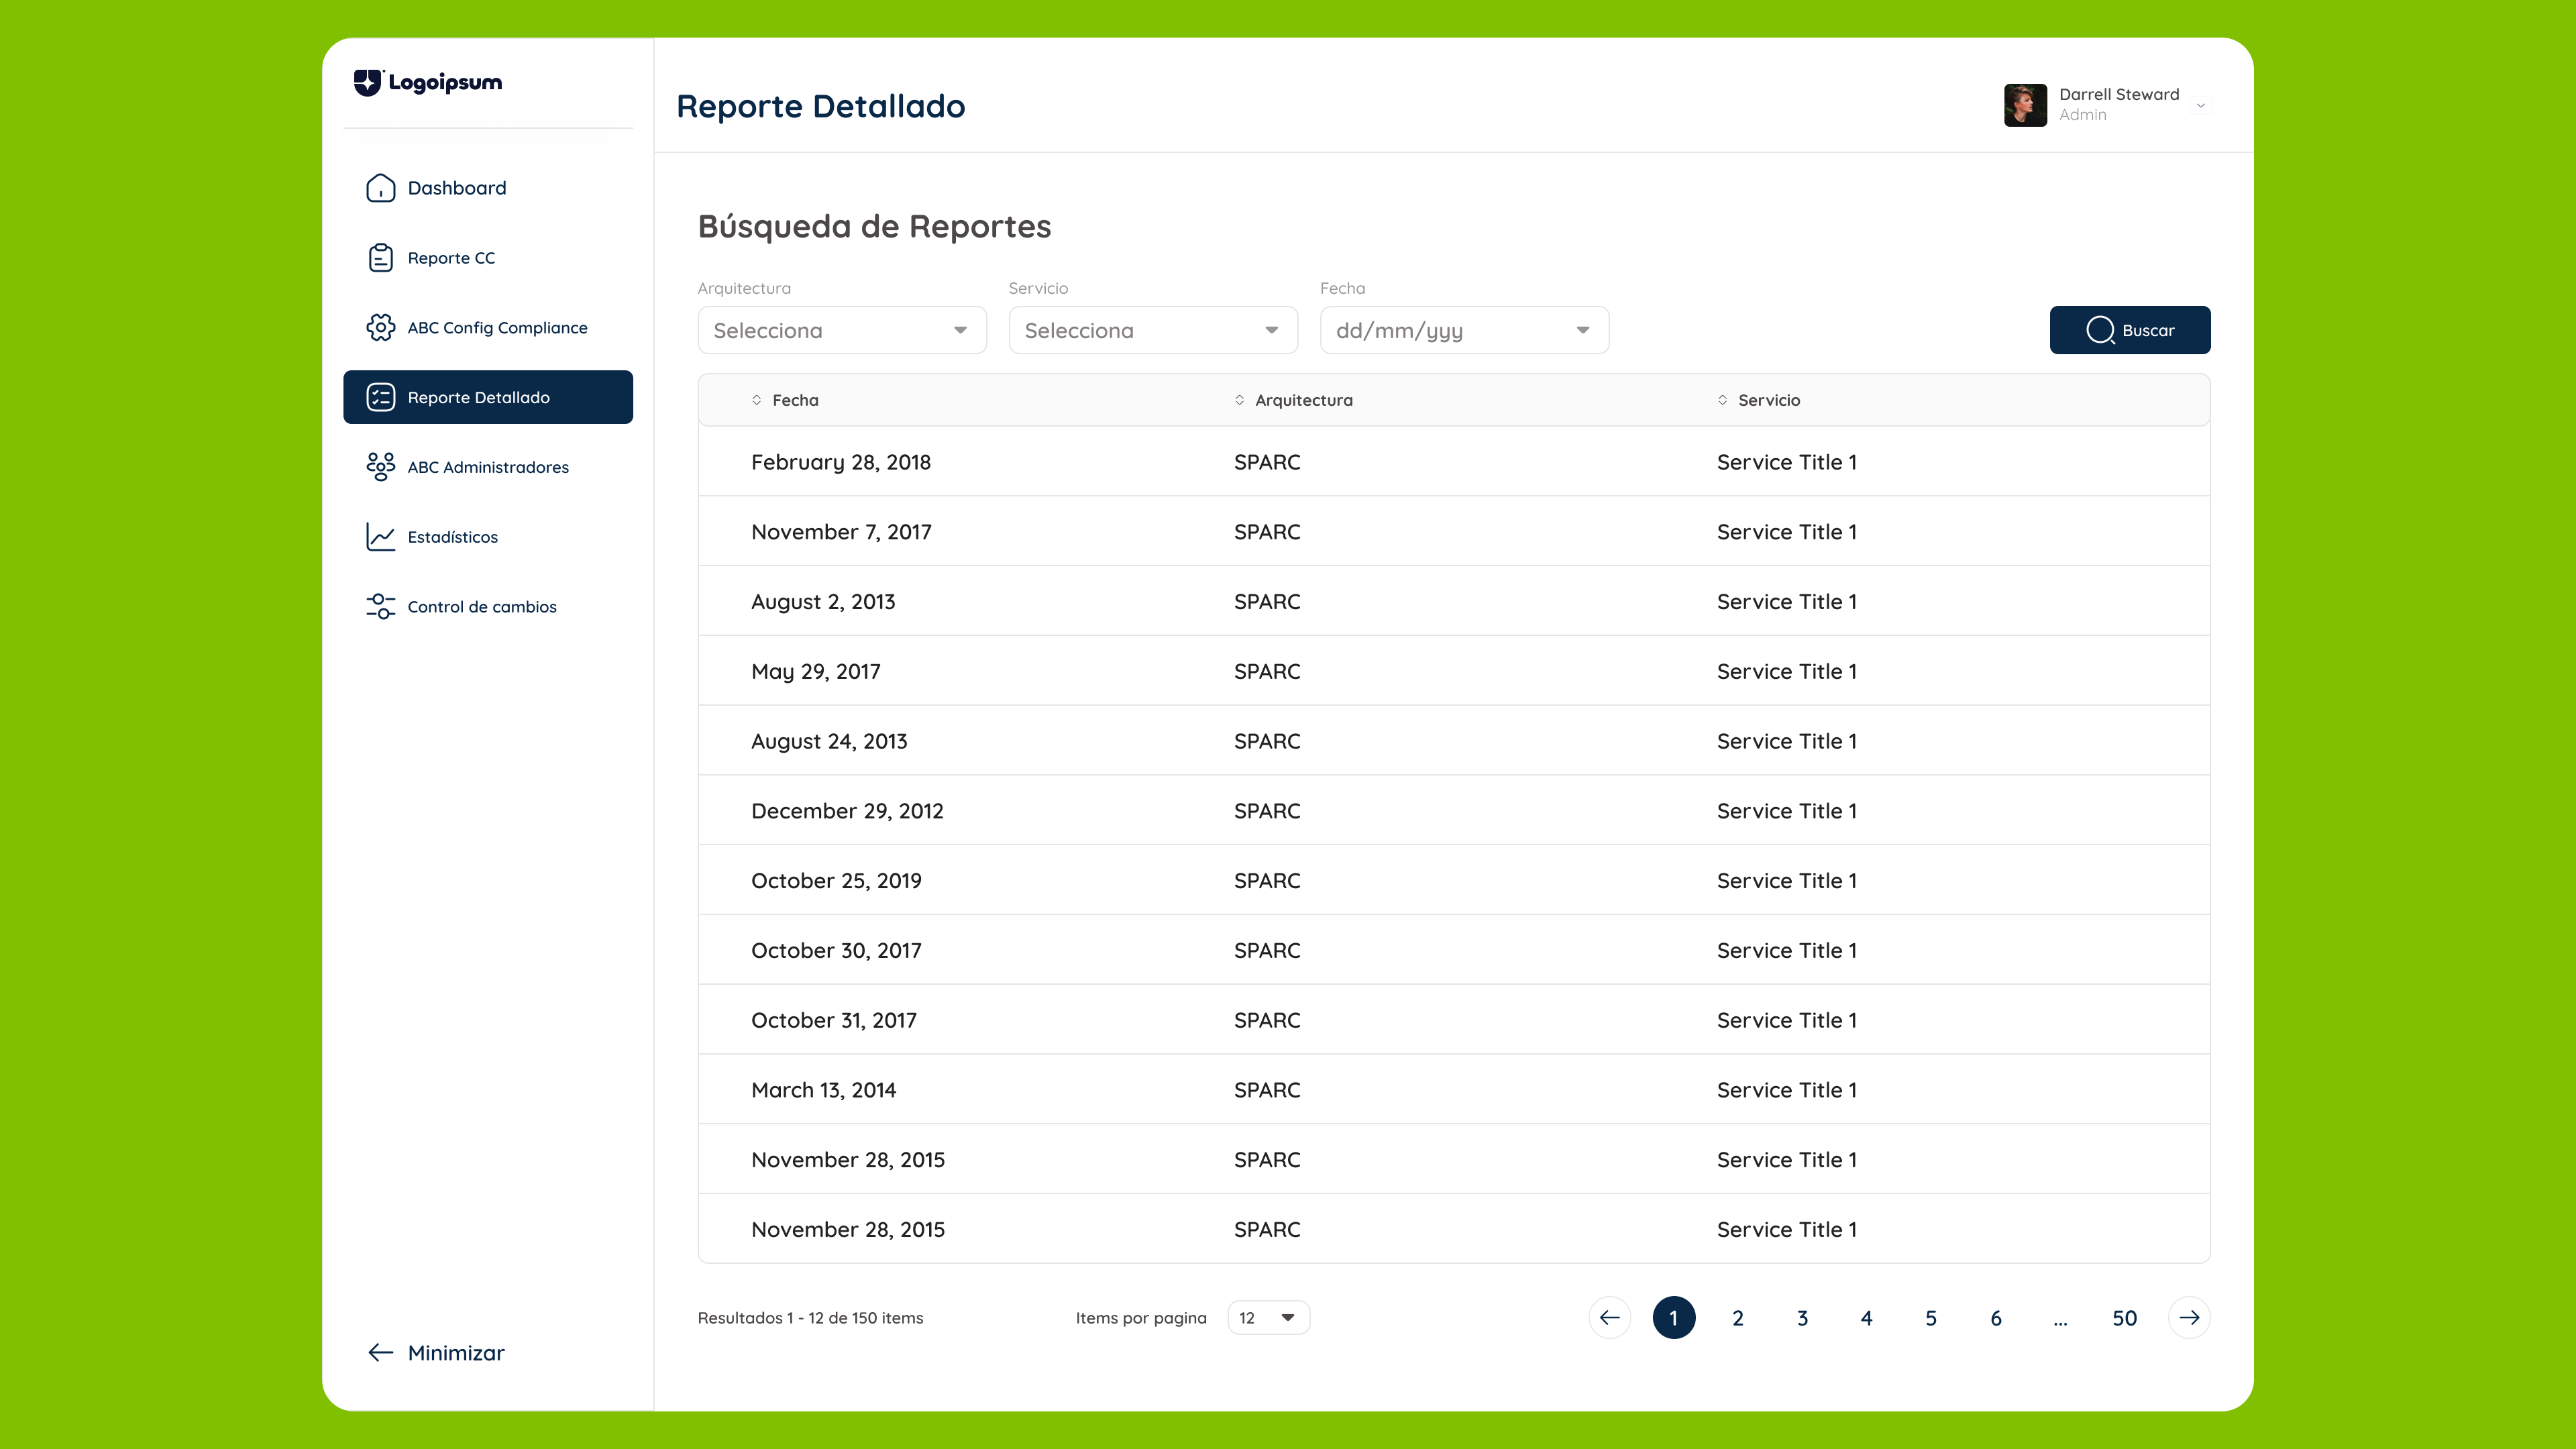 Logoipsum
Dashboard
Reporte CC
ABC Config Compliance
Reporte Detallado
ABC Administradores
Estadísticos
Control de cambios
Minimizar
Reporte Detallado
Darrell Steward
Admin
Búsqueda de Reportes
Arquitectura Servicio Fecha
Selecciona Selecciona dd/mm/yyy Buscar
Fecha Arquitectura Servicio
February 28, 2018 SPARC Service Title 1
November 7, 2017 SPARC Service Title 1
August 2, 2013 SPARC Service Title 1
May 29, 2017 SPARC Service Title 1
August 24, 2013 SPARC Service Title 1
December 29, 2012 SPARC Service Title 1
October 25, 2019 SPARC Service Title 1
October 30, 2017 SPARC Service Title 1
October 31, 2017 SPARC Service Title 1
March 13, 2014 SPARC Service Title 1
November 28, 2015 SPARC Service Title 1
November 28, 2015 SPARC Service Title 1
Resultados 1 - 12 de 150 items Items por pagina 12 1 2 3 4 5 6 ... 50